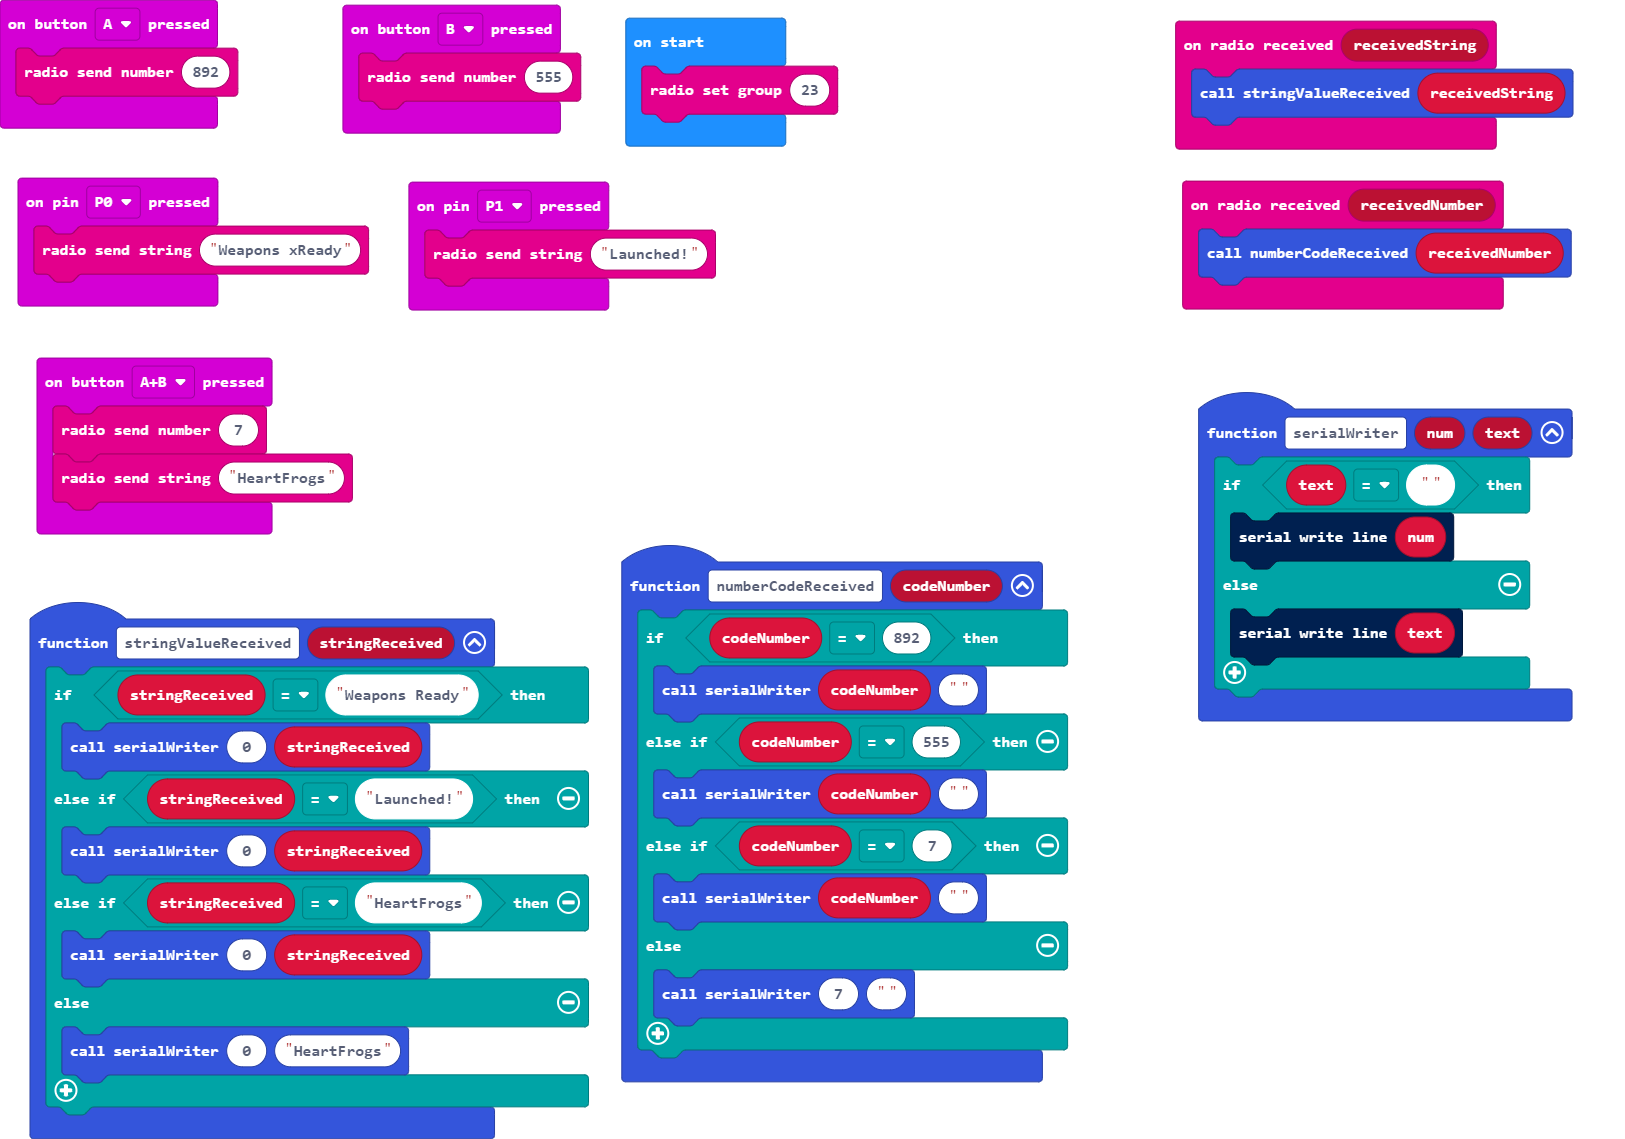 on button A pressed
radio send number 892
on button B pressed
radio send number 555
on start
radio set group 23
on radio received receivedString
call stringValueReceived receivedString
on pin P0 pressed
radio send string "Weapons xReady"
on pin P1 pressed
radio send string "Launched!"
on radio received receivedNumber
call numberCodeReceived receivedNumber
on button A+B pressed
radio send number 7
radio send string "HeartFrogs"
function serialWriter num text
if text = "" then
serial write line num
else
serial write line text
function stringValueReceived stringReceived
if stringReceived = "Weapons Ready" then
call serialWriter 0 stringReceived
else if stringReceived = "Launched!" then
call serialWriter 0 stringReceived
else if stringReceived = "HeartFrogs" then
call serialWriter 0 stringReceived
else
call serialWriter 0 "HeartFrogs"
function numberCodeReceived codeNumber
if codeNumber = 892 then
call serialWriter codeNumber ""
else if codeNumber = 555 then
call serialWriter codeNumber ""
else if codeNumber = 7 then
call serialWriter codeNumber ""
else
call serialWriter 7 ""